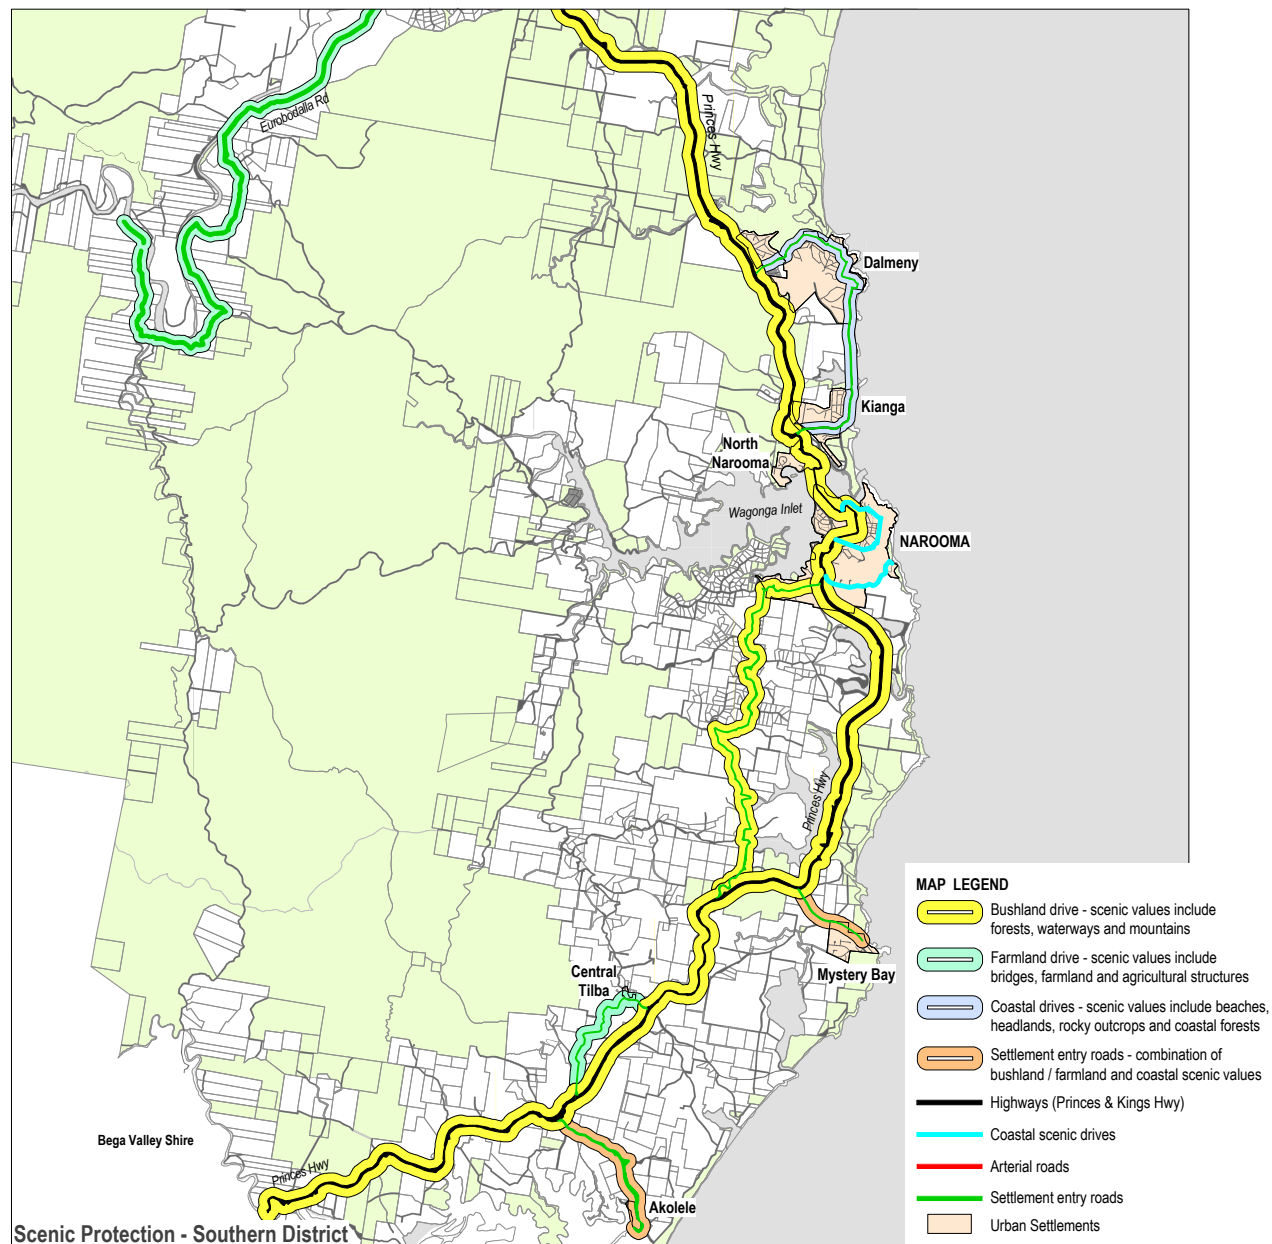 Eurobodalla Rd
Princes Hwy
Dalmeny
Kianga
North
Narooma
Wagonga Inlet
NAROOMA
Princes Hwy
Central
Tilba
Mystery Bay
Bega Valley Shire
Princes Hwy
Akolele
Scenic Protection - Southern District
MAP LEGEND
Bushland drive - scenic values include
forests, waterways and mountains
Farmland drive - scenic values include
bridges, farmland and agricultural structures
Coastal drives - scenic values include beaches,
headlands, rocky outcrops and coastal forests
Settlement entry roads - combination of
bushland / farmland and coastal scenic values
Highways (Princes & Kings Hwy)
Coastal scenic drives
Arterial roads
Settlement entry roads
Urban Settlements